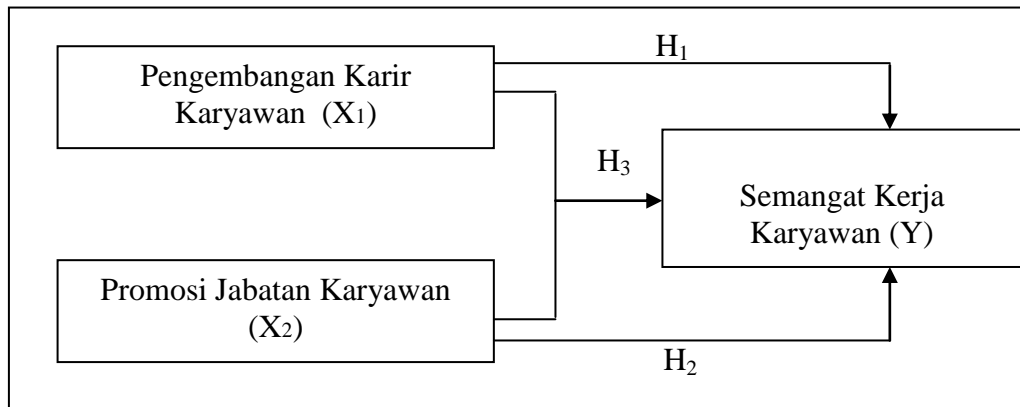 H₁
Pengembangan Karir
Karyawan (X₁)
H₃
Semangat Kerja
Karyawan (Y)
Promosi Jabatan Karyawan
(X₂)
H₂